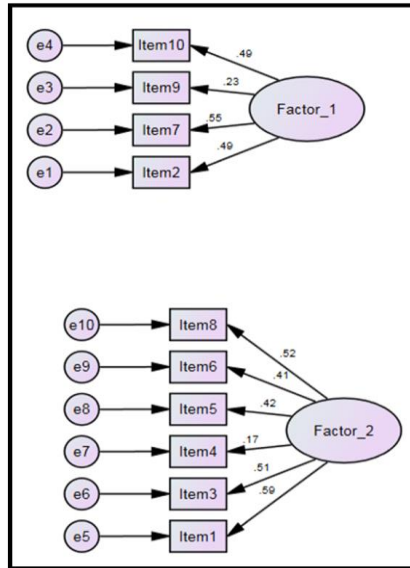 e4 Item10 .49
e3 Item9 .23 Factor_1
e2 Item7 .55
e1 Item2 .49
e10 Item8 .52
e9 Item6 .41
e8 Item5 .42
Factor_2
e7 Item4 .17
e6 Item3 .51
e5 Item1 .59